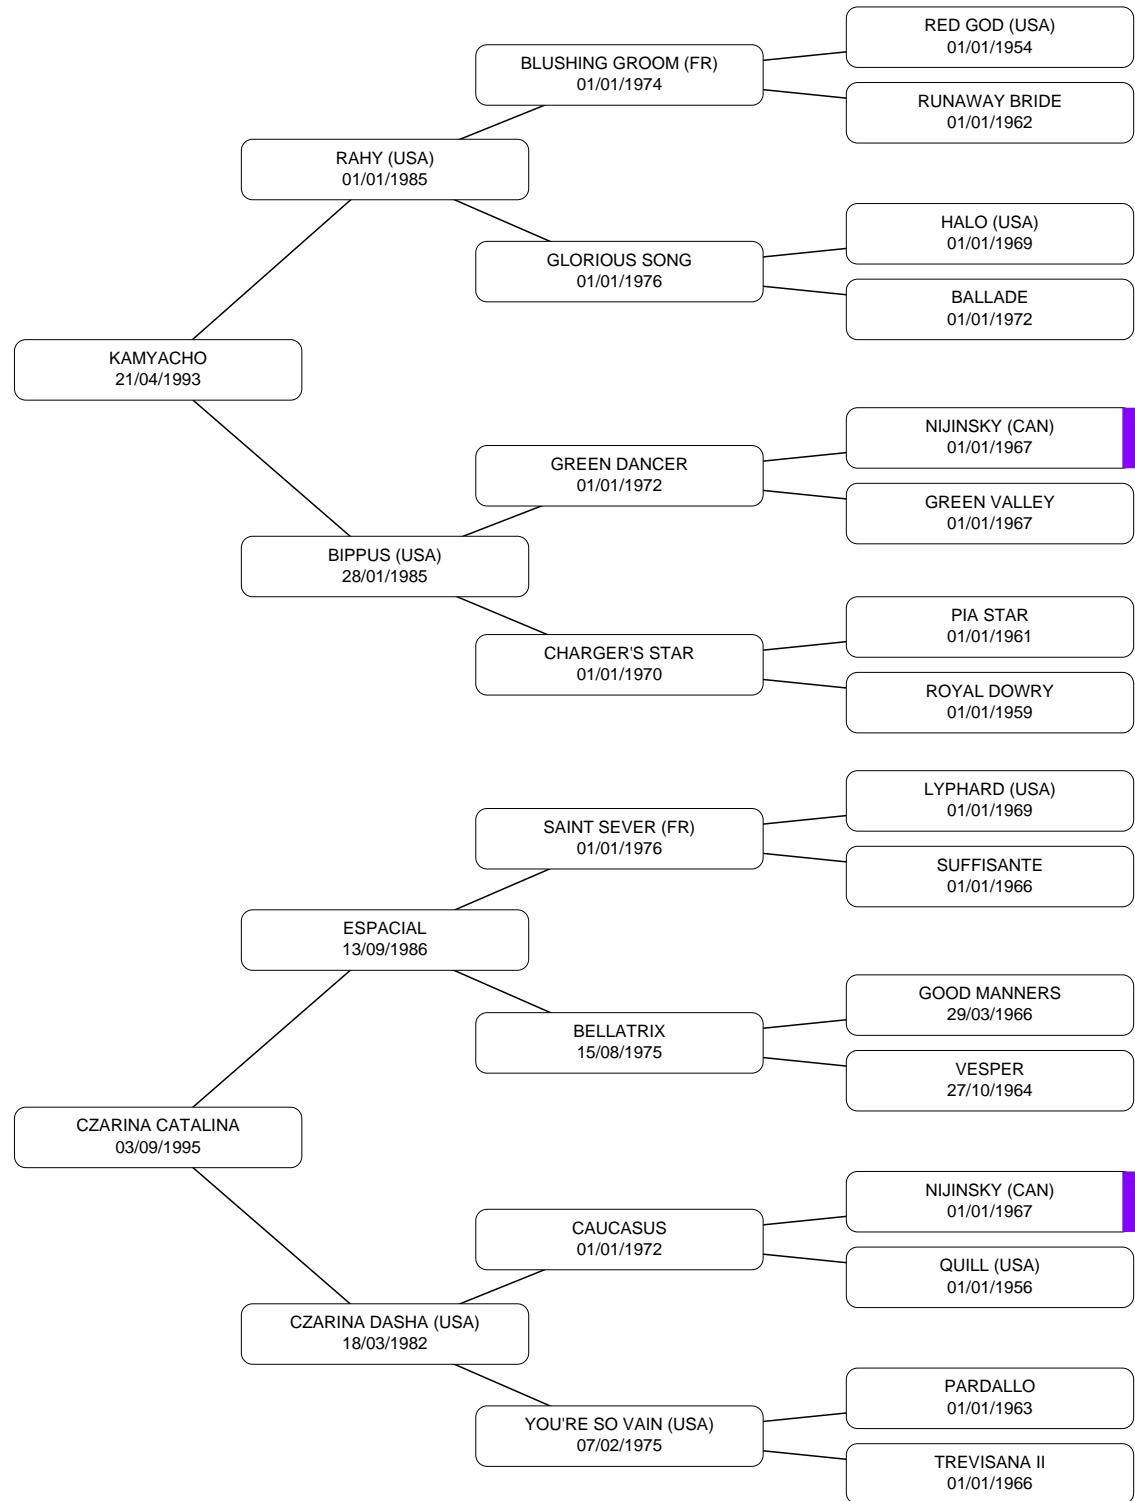 RED GOD (USA)
01/01/1954
BLUSHING GROOM (FR)
01/01/1974
RUNAWAY BRIDE
01/01/1962
RAHY (USA)
01/01/1985
HALO (USA)
01/01/1969
GLORIOUS SONG
01/01/1976
BALLADE
01/01/1972
KAMYACHO
21/04/1993
NIJINSKY (CAN)
01/01/1967
GREEN DANCER
01/01/1972
GREEN VALLEY
01/01/1967
BIPPUS (USA)
28/01/1985
PIA STAR
01/01/1961
CHARGER'S STAR
01/01/1970
ROYAL DOWRY
01/01/1959
LYPHARD (USA)
01/01/1969
SAINT SEVER (FR)
01/01/1976
SUFFISANTE
01/01/1966
ESPACIAL
13/09/1986
GOOD MANNERS
29/03/1966
BELLATRIX
15/08/1975
VESPER
27/10/1964
CZARINA CATALINA
03/09/1995
NIJINSKY (CAN)
01/01/1967
CAUCASUS
01/01/1972
QUILL (USA)
01/01/1956
CZARINA DASHA (USA)
18/03/1982
PARDALLO
01/01/1963
YOU'RE SO VAIN (USA)
07/02/1975
TREVISANA II
01/01/1966